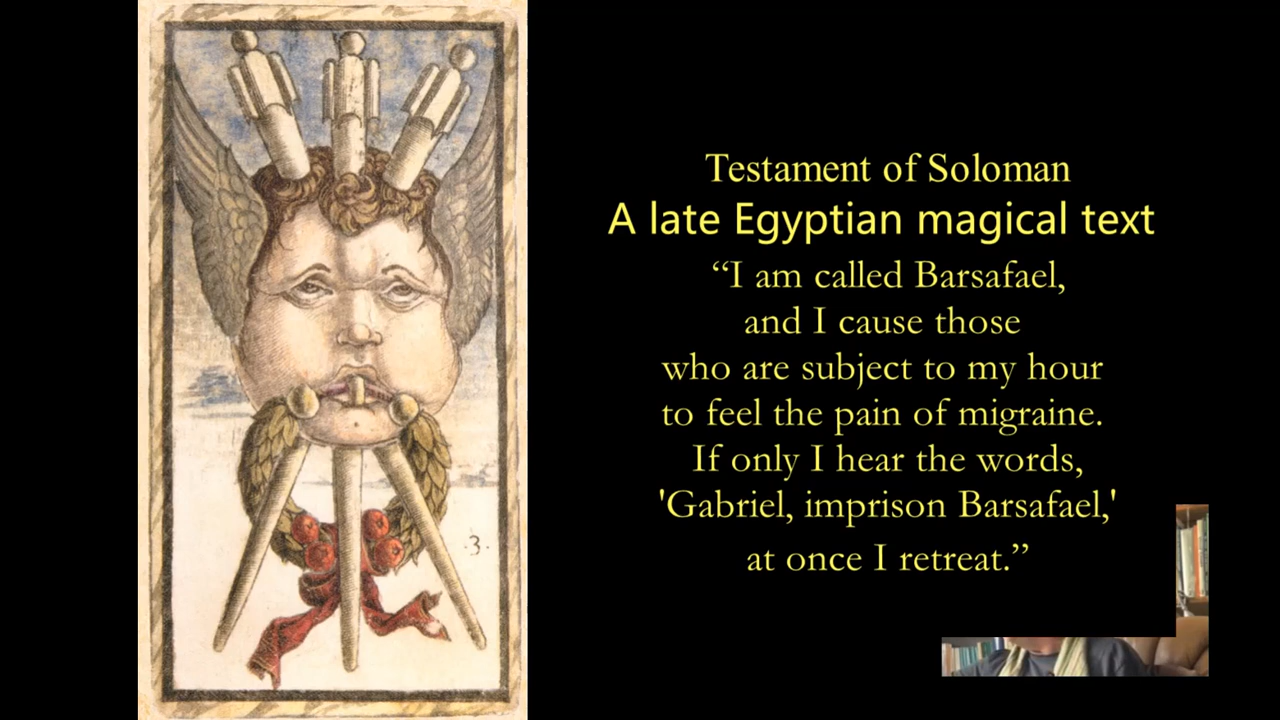 Testament of Soloman
A late Egyptian magical text
“I am called Barsafael,
and I cause those
who are subject to my hour
to feel the pain of migraine.
If only I hear the words,
'Gabriel, imprison Barsafael,'
at once I retreat.”
·3·